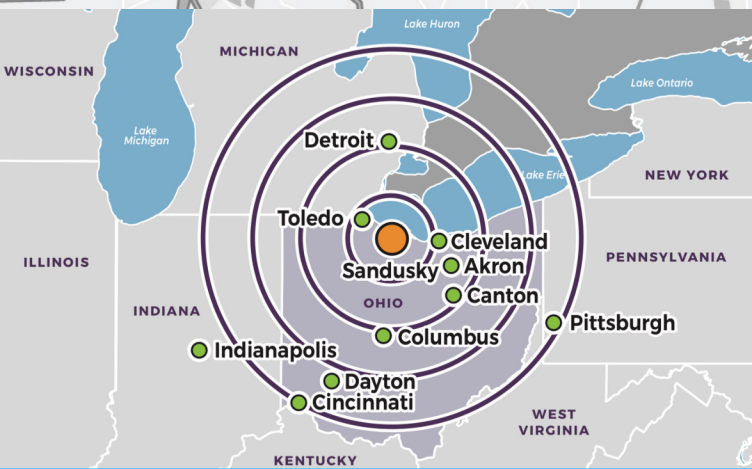 Lake Huron
MICHIGAN
WISCONSIN
Lake Ontario
Lake
Michigan
Detroit
Lake Erie
NEW YORK
Toledo
Cleveland
PENNSYLVANIA
ILLINOIS
Sandusky
Akron
Canton
OHIO
INDIANA
Pittsburgh
Columbus
Indianapolis
Dayton
Cincinnati
WEST
VIRGINIA
KENTUCKY